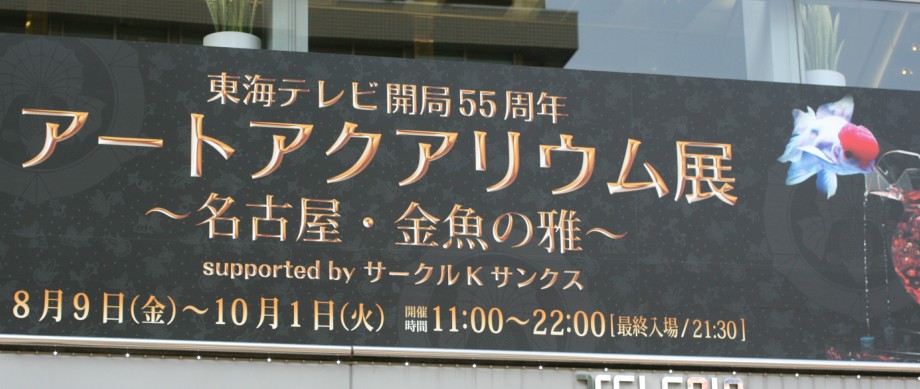 東海テレビ開局55周年
アートアクアリウム展
〜名古屋・金魚の雅〜
supported by サークルKサンクス
8月9日(金)〜10月1日(火) 開催時間 11:00〜22:00[最終入場/21:30]